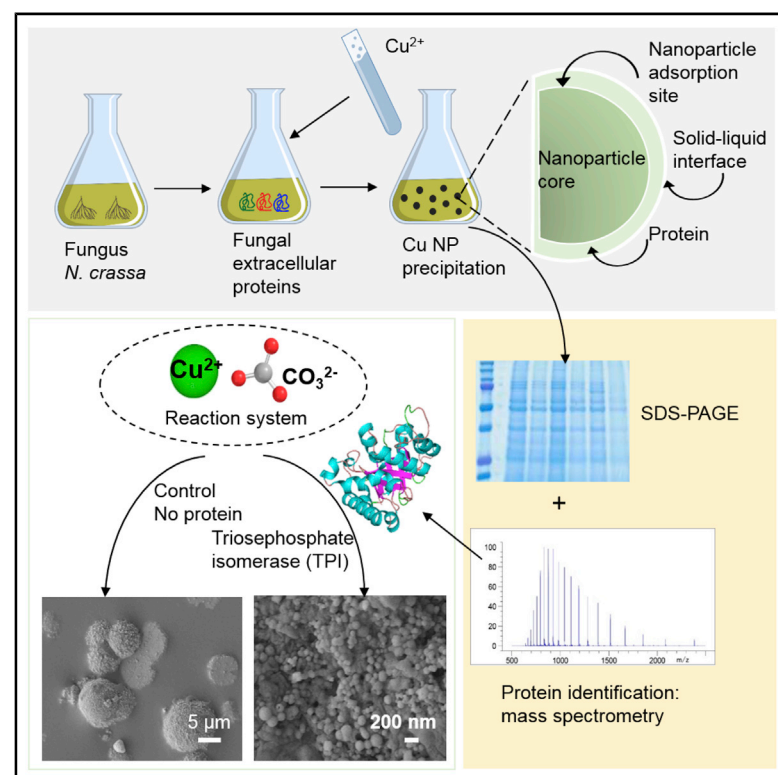 Cu2+
Nanoparticle
adsorption
site
Solid-liquid
interface
Nanoparticle
core
Protein
Fungus
N. crassa
Fungal
extracellular
proteins
Cu NP
precipitation
Cu2+
CO32-
Reaction system
Control
No protein
Triosephosphate
isomerase (TPI)
5 µm
200 nm
SDS-PAGE
+
100
80
60
40
20
0
500 1000 1500 2000 m/z
Protein identification:
mass spectrometry